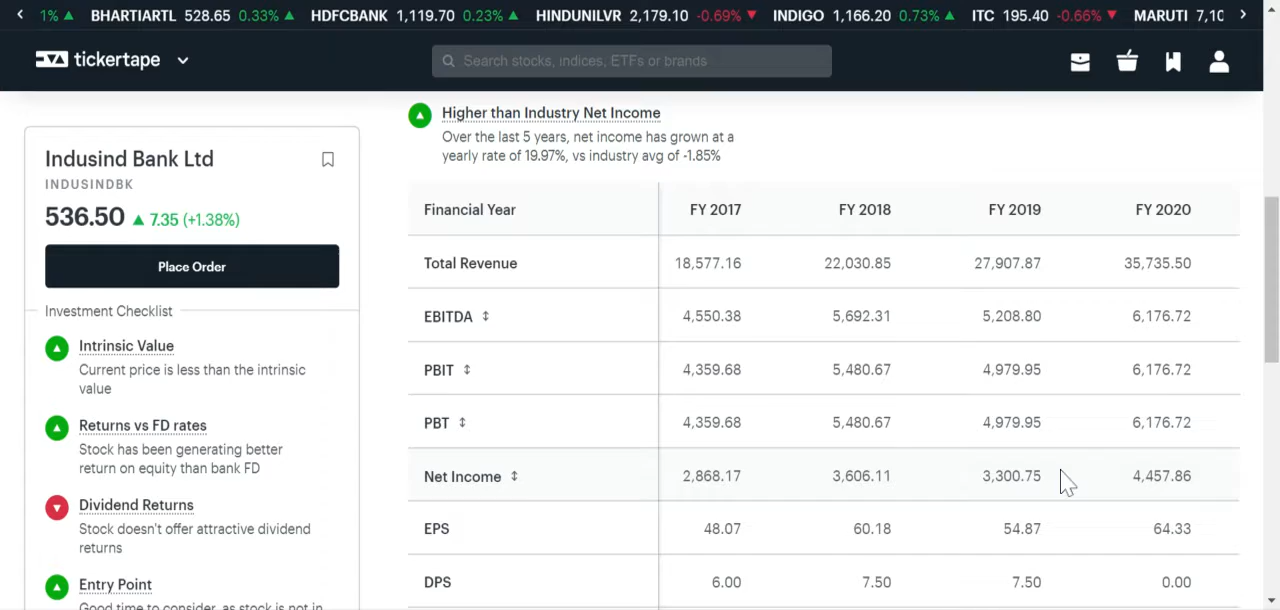 1% BHARTIARTL 528.65 0.33% HDFCBANK 1,119.70 0.23% HINDUNILVR 2,179.10 -0.69% INDIGO 1,166.20 0.73% ITC 195.40 -0.66% MARUTI 7,10
tickertape
Search stocks, indices, ETFs or brands
Indusind Bank Ltd
INDUSINDBK
536.50 7.35 (+1.38%)
Place Order
Investment Checklist
Intrinsic Value
Current price is less than the intrinsic
value
Returns vs FD rates
Stock has been generating better
return on equity than bank FD
Dividend Returns
Stock doesn't offer attractive dividend
returns
Entry Point
Good time to consider, as stock is not in
Higher than Industry Net Income
Over the last 5 years, net income has grown at a
yearly rate of 19.97%, vs industry avg of -1.85%
Financial Year FY 2017 FY 2018 FY 2019 FY 2020
Total Revenue 18,577.16 22,030.85 27,907.87 35,735.50
EBITDA 4,550.38 5,692.31 5,208.80 6,176.72
PBIT 4,359.68 5,480.67 4,979.95 6,176.72
PBT 4,359.68 5,480.67 4,979.95 6,176.72
Net Income 2,868.17 3,606.11 3,300.75 4,457.86
EPS 48.07 60.18 54.87 64.33
DPS 6.00 7.50 7.50 0.00